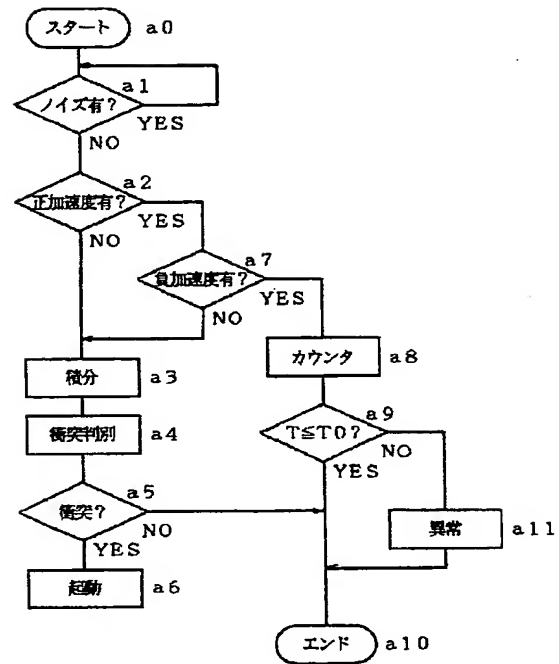 スタート a0
ノイズ有? a1
YES
NO
正加速度有? a2
YES
NO
負加速度有? a7
YES
NO
積分 a3
カウンタ a8
衝突判別 a4
T≦T0? a9
NO
YES
衝突? a5
NO
YES
異常 a11
起動 a6
エンド a10